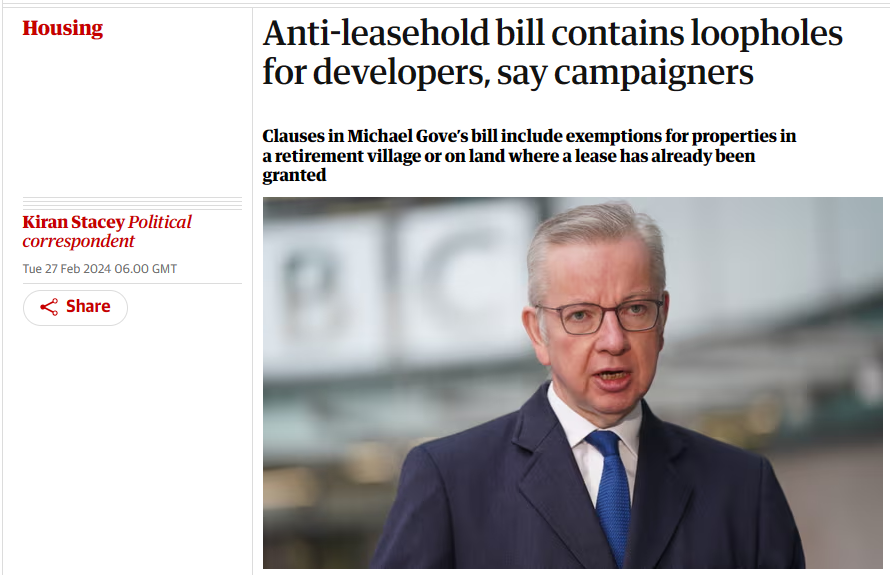 Housing
Anti-leasehold bill contains loopholes
for developers, say campaigners
Clauses in Michael Gove's bill include exemptions for properties in
a retirement village or on land where a lease has already been
granted
Kiran Stacey Political
correspondent
Tue 27 Feb 2024 06.00 GMT
Share
B C